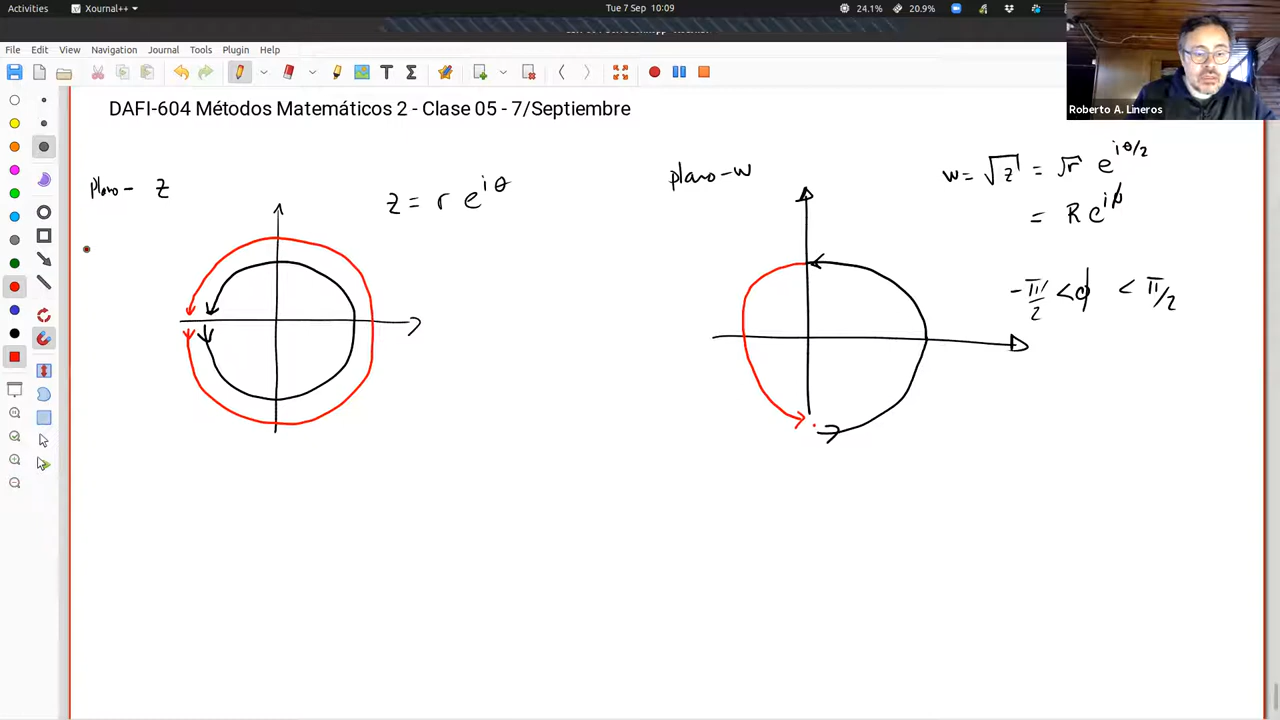 Activities
Xournal++
Tue 7 Sep 10:09
24.1%
20.9%
File Edit View Navigation Journal Tools Plugin Help
Roberto A. Lineros
DAFI-604 Métodos Matemáticos 2 - Clase 05 - 7/Septiembre
plano- z
z = r e^{iθ}
plano-w
w = √z = √r e^{iθ/2}
= R e^{iϕ}
-π/2 < ϕ < π/2